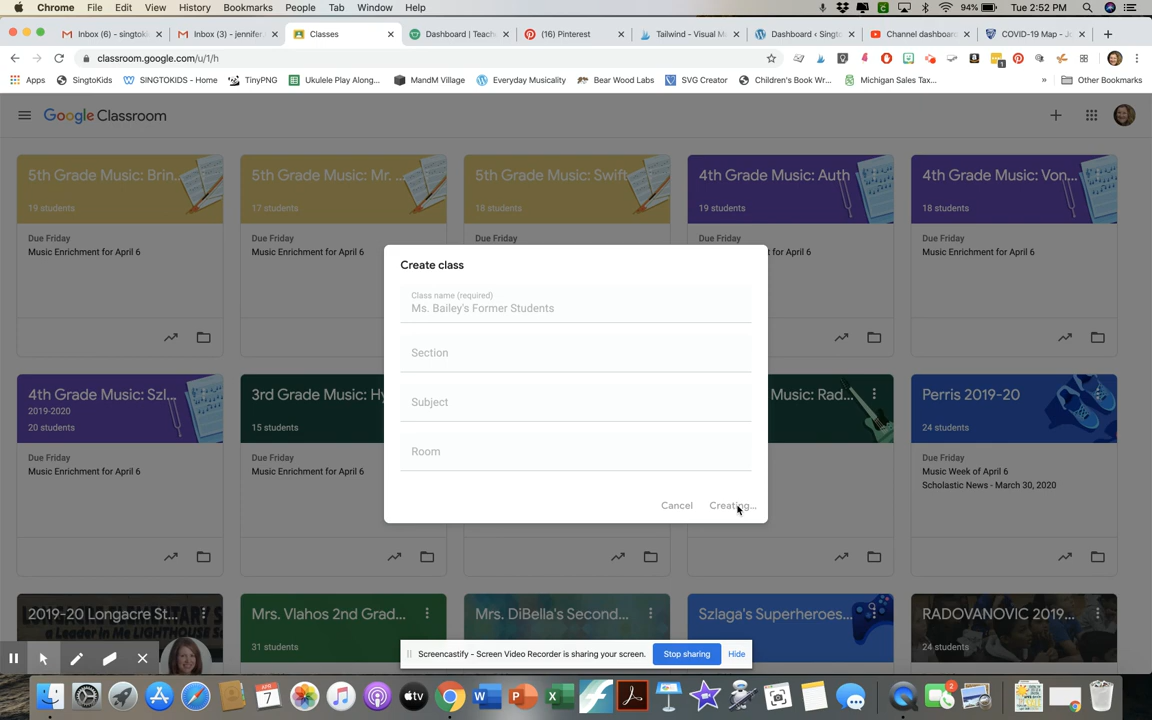 Chrome File Edit View History Bookmarks People Tab Window Help 94% Tue 2:52 PM
Inbox (6) - singtoki Inbox (3) - jennifer. Classes Dashboard | Teach (16) Pinterest Tailwind - Visual M Dashboard ‹ Singto Channel dashboard COVID-19 Map - Jo
classroom.google.com/u/1/h
Apps SingtoKids SINGTOKIDS - Home TinyPNG Ukulele Play Along... MandM Village Everyday Musicality Bear Wood Labs SVG Creator Children's Book Wr... Michigan Sales Tax... » Other Bookmarks
Google Classroom
5th Grade Music: Brin... 5th Grade Music: Mr. ... 5th Grade Music: Swift 4th Grade Music: Auth 4th Grade Music: Von...
19 students 17 students 18 students 19 students 18 students
Due Friday Due Friday Due Friday Due Friday
Music Enrichment for April 6 Music Enrichment for April 6 t for April 6 Music Enrichment for April 6
Create class
Class name (required)
Ms. Bailey's Former Students
Section
Subject
Room
Cancel Creating...
4th Grade Music: Szl... 3rd Grade Music: Hy Music: Rad... Perris 2019-20
2019-2020
20 students 15 students 24 students
Due Friday Due Friday Due Friday
Music Enrichment for April 6 Music Enrichment for April 6 Music Week of April 6
Scholastic News - March 30, 2020
2019-20 Longacre St... Mrs. Vlahos 2nd Grad... Mrs. DiBella's Second... Szlaga's Superheroes... RADOVANOVIC 2019...
31 students 24 students
Screencastify - Screen Video Recorder is sharing your screen. Stop sharing Hide
APR 7 tv 2